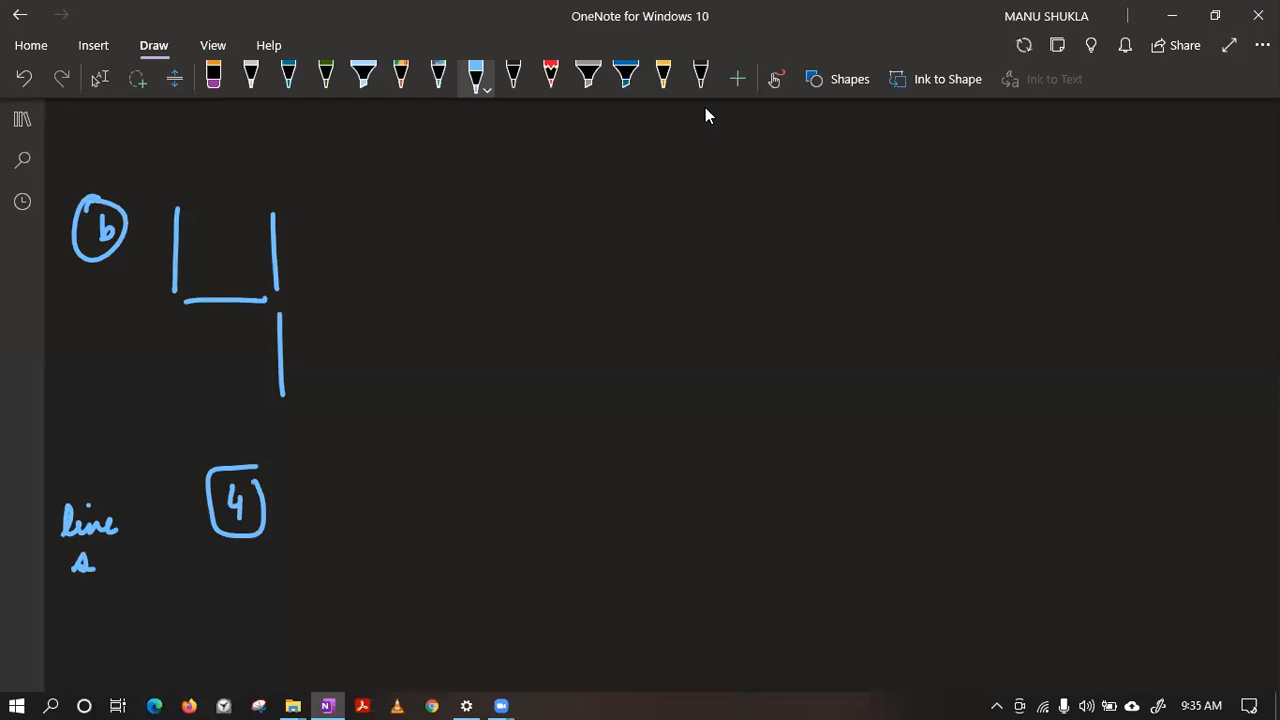 OneNote for Windows 10
MANU SHUKLA
Home Insert Draw View Help
Share
Shapes
Ink to Shape
Ink to Text
b
4
line
s
9:35 AM